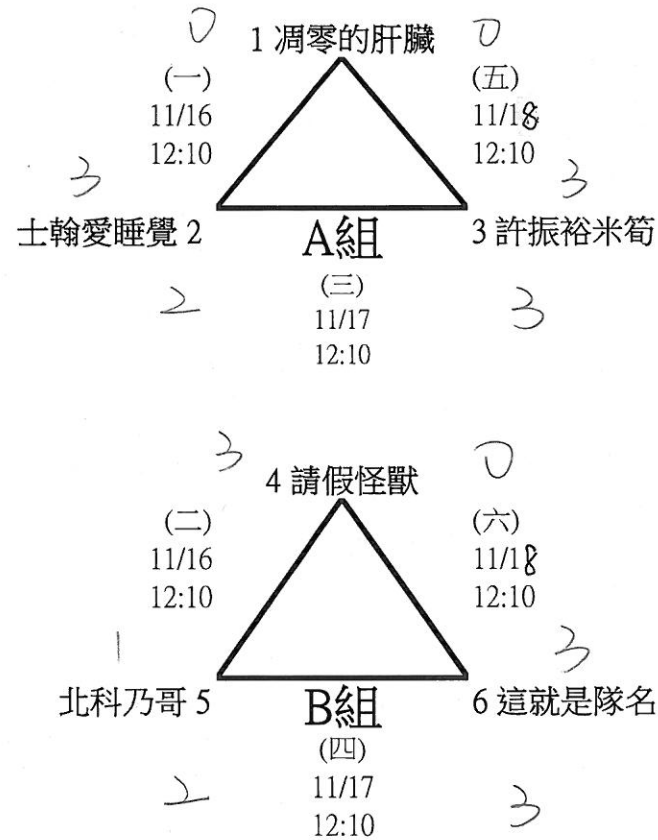 0 1 凋零的肝臟 0
(一) (五)
11/16 11/18
12:10 12:10
3 3
士翰愛睡覺 2 A組 3 許振裕米筍
(三)
2 11/17 3
12:10
3 4 請假怪獸 0
(二) (六)
11/16 11/18
12:10 12:10
1 3
北科乃哥 5 B組 6 這就是隊名
(四)
2 11/17 3
12:10